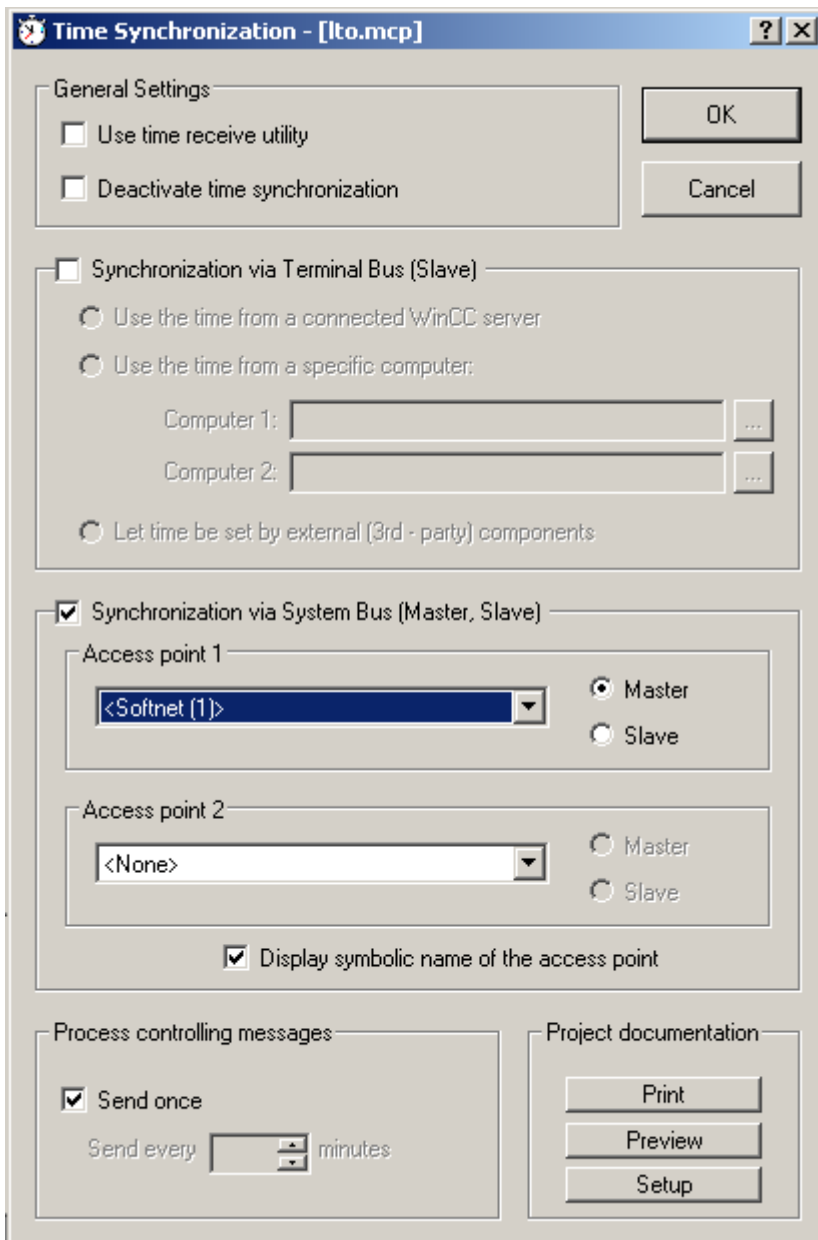 Time Synchronization - [lto.mcp]
General Settings
Use time receive utility
Deactivate time synchronization
OK
Cancel
Synchronization via Terminal Bus (Slave)
Use the time from a connected WinCC server
Use the time from a specific computer:
Computer 1: ...
Computer 2: ...
Let time be set by external (3rd - party) components
Synchronization via System Bus (Master, Slave)
Access point 1
<Softnet (1)>
Master
Slave
Access point 2
<None>
Master
Slave
Display symbolic name of the access point
Process controlling messages
Send once
Send every minutes
Project documentation
Print
Preview
Setup